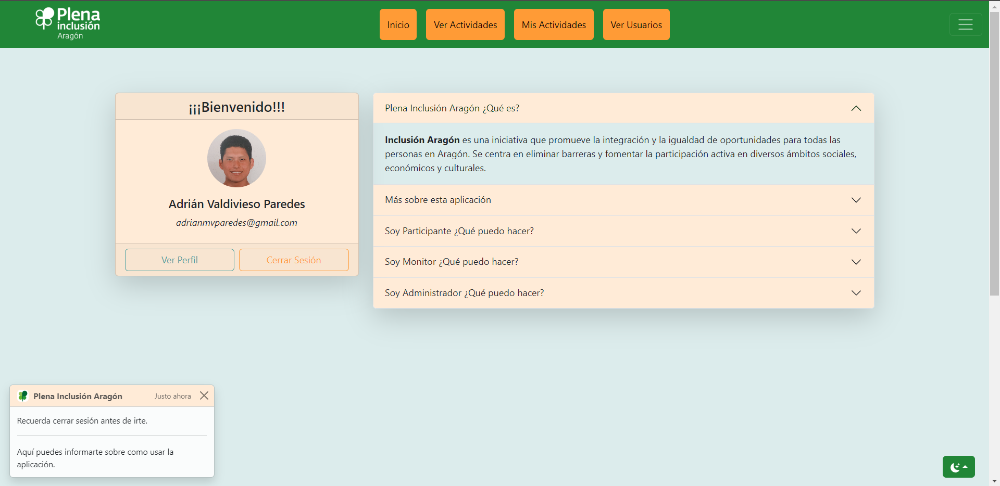 Plena
inclusión
Aragón
Inicio
Ver Actividades
Mis Actividades
Ver Usuarios
¡¡¡Bienvenido!!!
Adrián Valdivieso Paredes
adrianmvparedes@gmail.com
Ver Perfil
Cerrar Sesión
Plena Inclusión Aragón ¿Qué es?
Inclusión Aragón es una iniciativa que promueve la integración y la igualdad de oportunidades para todas las
personas en Aragón. Se centra en eliminar barreras y fomentar la participación activa en diversos ámbitos sociales,
económicos y culturales.
Más sobre esta aplicación
Soy Participante ¿Qué puedo hacer?
Soy Monitor ¿Qué puedo hacer?
Soy Administrador ¿Qué puedo hacer?
Plena Inclusión Aragón
Justo ahora
Recuerda cerrar sesión antes de irte.
Aquí puedes informarte sobre como usar la
aplicación.